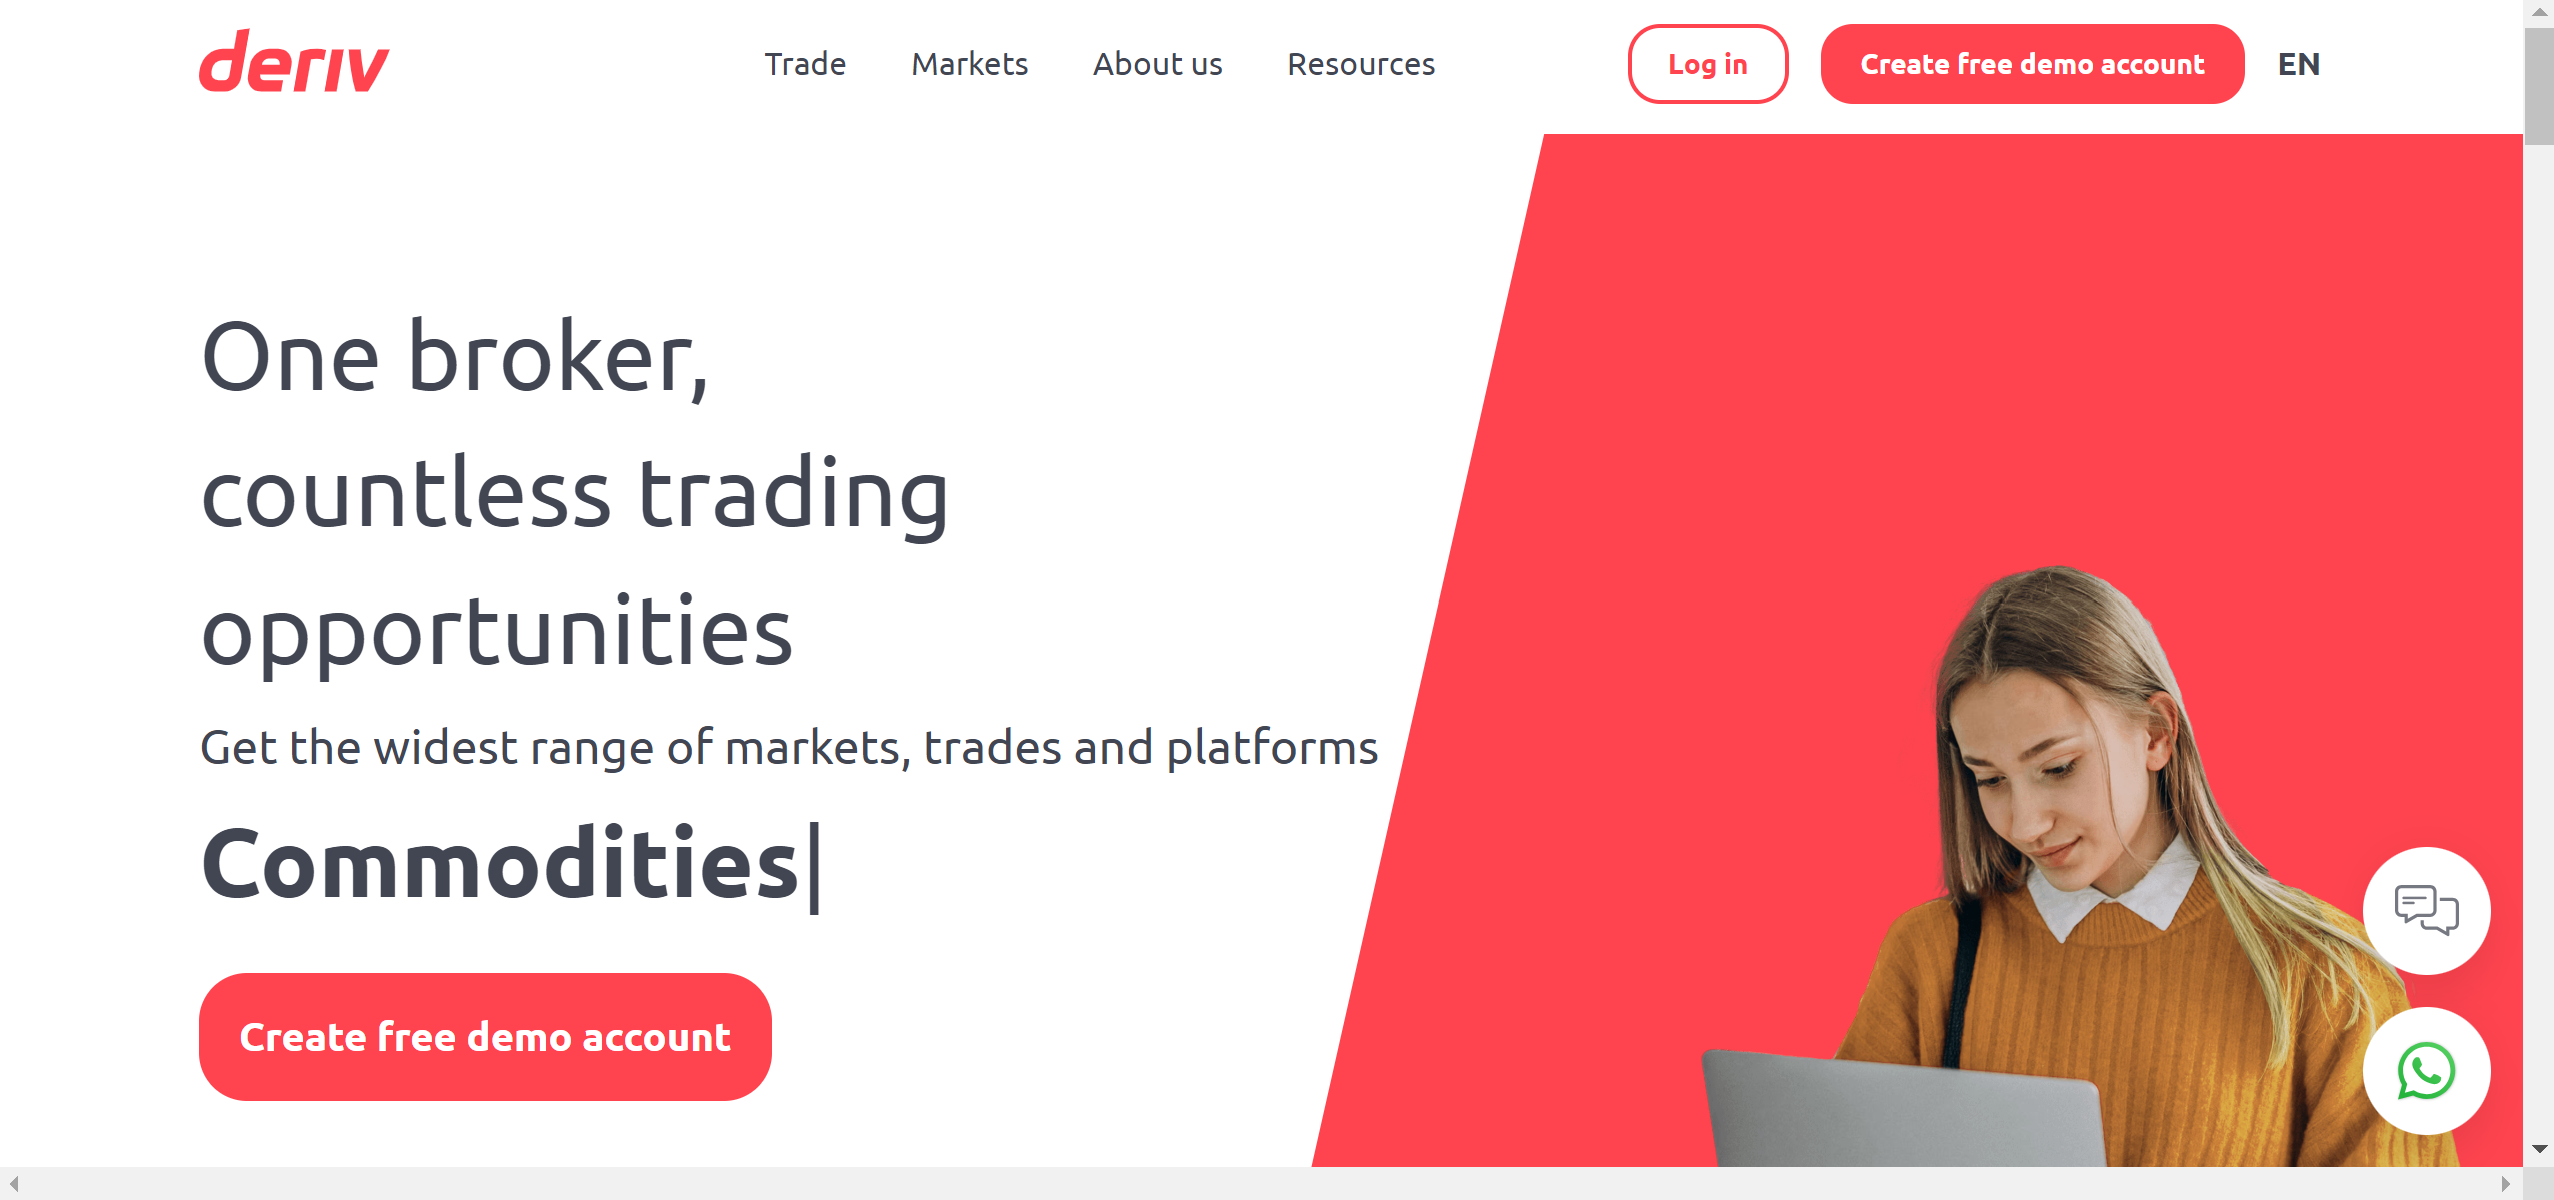 deriv
Trade Markets About us Resources Log in Create free demo account EN
One broker,
countless trading
opportunities
Get the widest range of markets, trades and platforms
Commodities|
Create free demo account